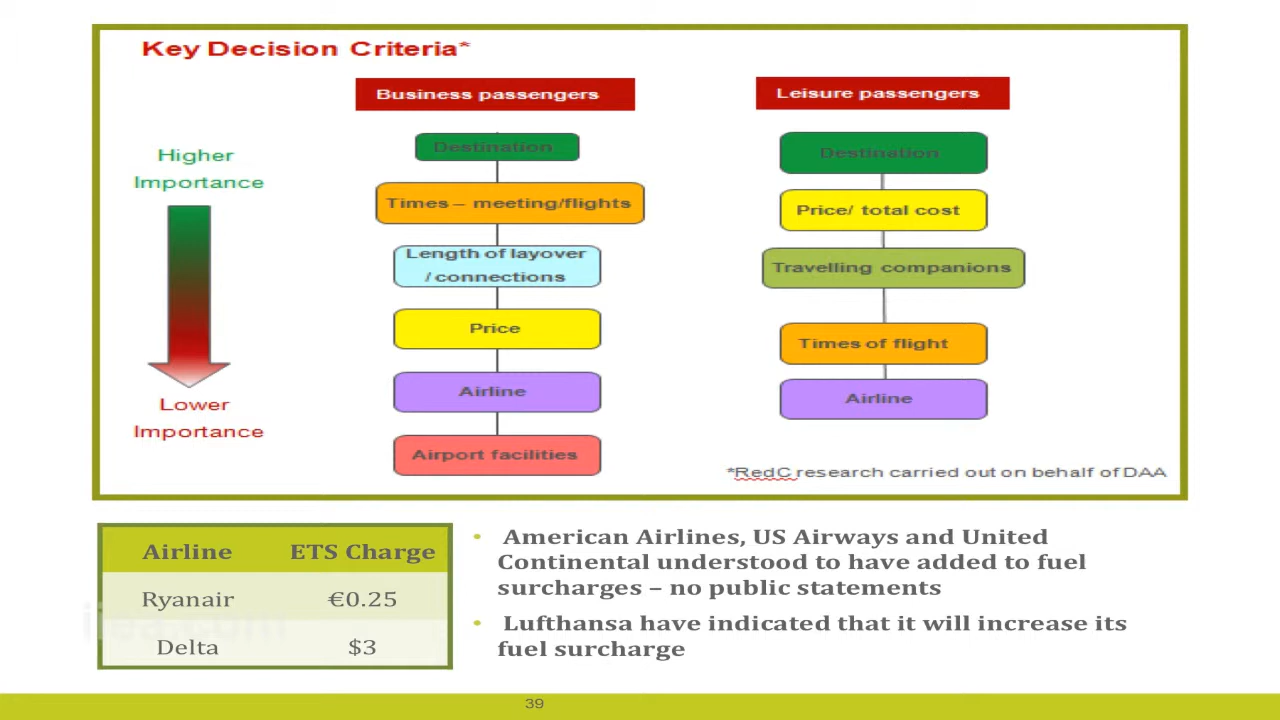 Key Decision Criteria*
Business passengers
Leisure passengers
Higher
Importance
Lower
Importance
Destination
Times – meeting/flights
Length of layover
/ connections
Price
Airline
Airport facilities
Destination
Price/ total cost
Travelling companions
Times of flight
Airline
*RedC research carried out on behalf of DAA
Airline ETS Charge
Ryanair €0.25
Delta $3
• American Airlines, US Airways and United
Continental understood to have added to fuel
surcharges – no public statements
• Lufthansa have indicated that it will increase its
fuel surcharge
iiea.com
39